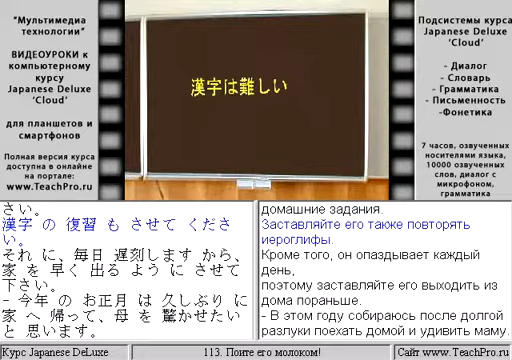 "Мультимедиа
технологии"
ВИДЕОУРОКИ к
компьютерному
курсу
Japanese Deluxe
'Cloud'
для планшетов и
смартфонов
Полная версия курса
доступна в онлайне
на портале:
www.TeachPro.ru
漢字は難しい
Подсистемы курса
Japanese Deluxe
'Cloud'
- Диалог
- Словарь
- Грамматика
- Письменность
-Фонетика
7 часов, озвученных
носителями языка,
10000 озвученных
слов, диалог с
микрофоном,
грамматика
さい。
漢字 の 復習 も させて くださ
い。
それ に、毎日 遅刻します から、
家 を 早く 出る よう に させて
下さい。
- 今年 の お正月 は 久しぶり に
家 へ 帰って、母 を 驚かせたい
と 思います。
домашние задания.
Заставляйте его также повторять
иероглифы.
Кроме того, он опаздывает каждый
день,
поэтому заставляйте его выходить из
дома пораньше.
- В этом году собираюсь после долгой
разлуки поехать домой и удивить маму.
Курс Japanese DeLuxe
113. Поите его молоком!
Сайт www.TeachPro.ru